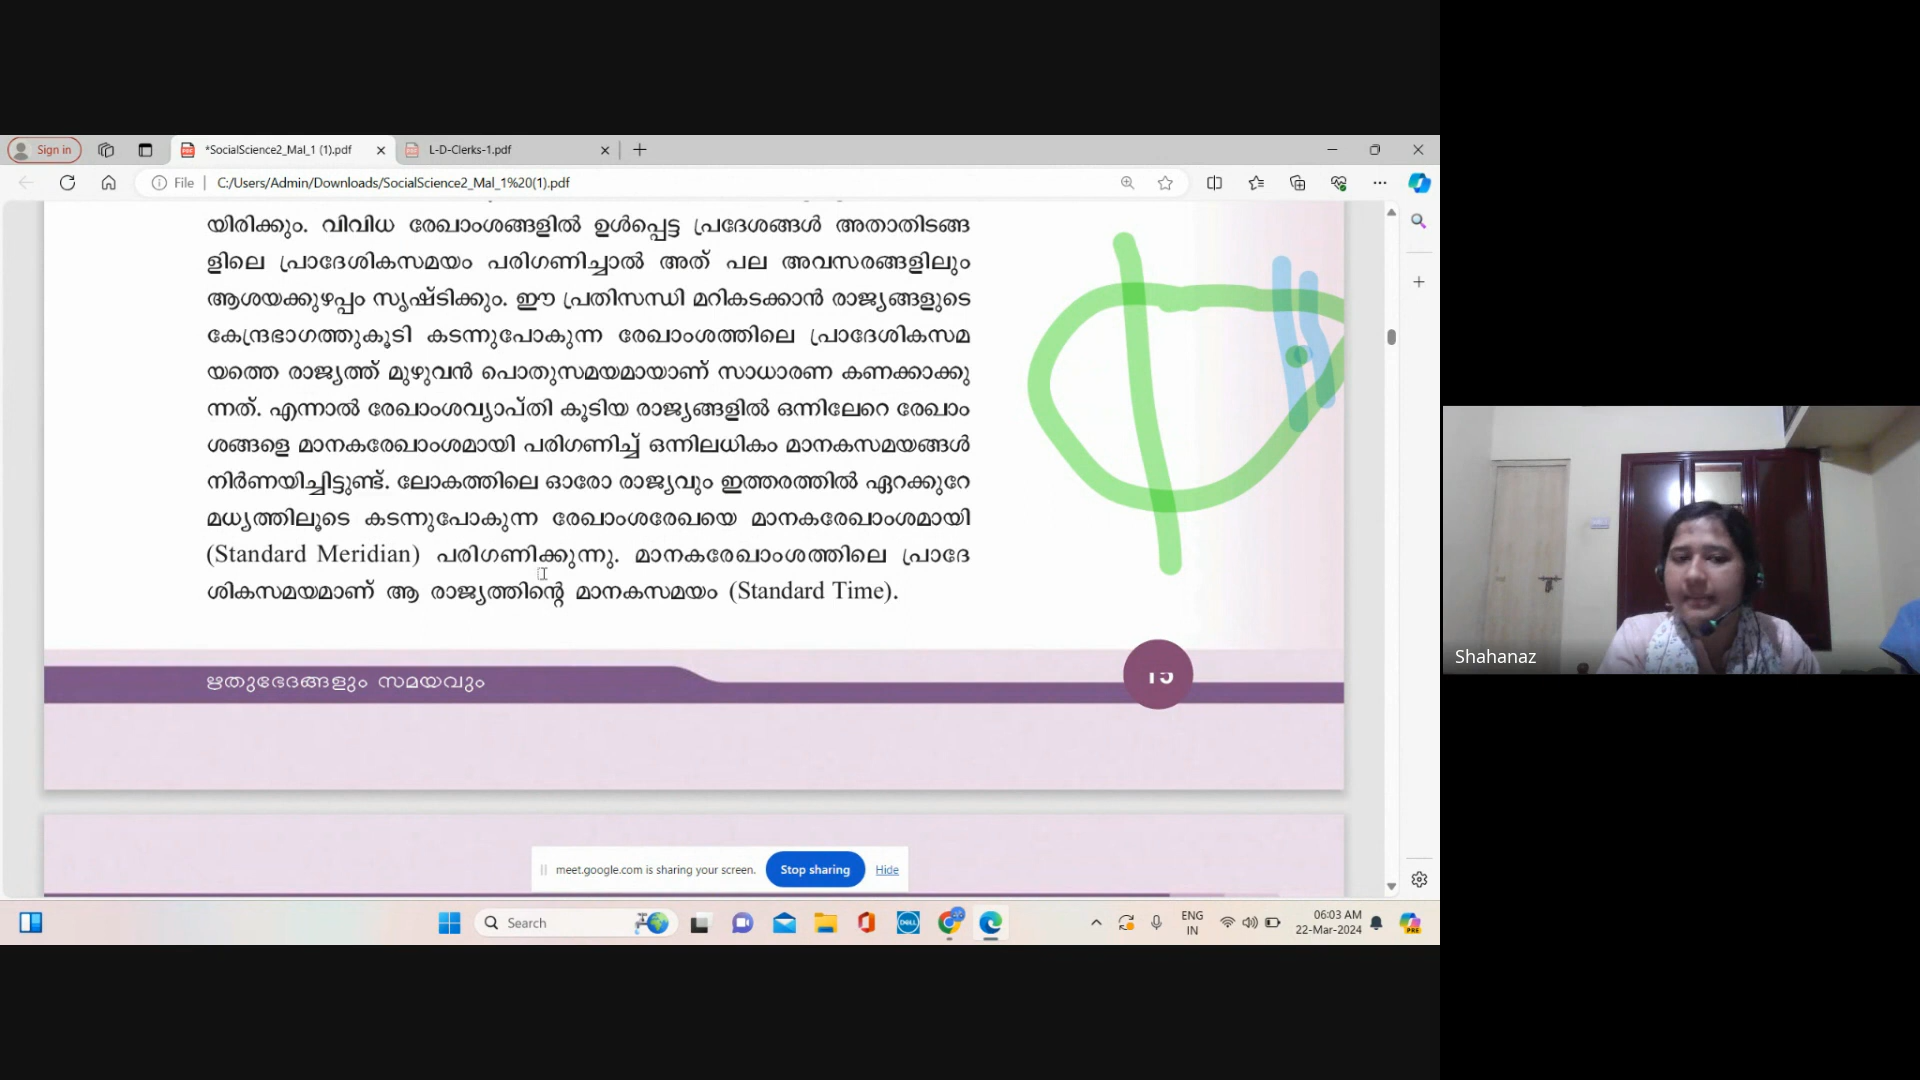 Sign in
*SocialScience2_Mal_1 (1).pdf
L-D-Clerks-1.pdf
File
C:/Users/Admin/Downloads/SocialScience2_Mal_1%20(1).pdf
യിരിക്കും. വിവിധ രേഖാംശങ്ങളിൽ ഉൾപ്പെട്ട പ്രദേശങ്ങൾ അതാതിടങ്ങ
ളിലെ പ്രാദേശികസമയം പരിഗണിച്ചാൽ അത് പല അവസരങ്ങളിലും
ആശയക്കുഴപ്പം സൃഷ്ടിക്കും. ഈ പ്രതിസന്ധി മറികടക്കാൻ രാജ്യങ്ങളുടെ
കേന്ദ്രഭാഗത്തുകൂടി കടന്നുപോകുന്ന രേഖാംശത്തിലെ പ്രാദേശികസമ
യത്തെ രാജ്യത്ത് മുഴുവൻ പൊതുസമയമായാണ് സാധാരണ കണക്കാക്കു
ന്നത്. എന്നാൽ രേഖാംശവ്യാപ്തി കൂടിയ രാജ്യങ്ങളിൽ ഒന്നിലേറെ രേഖാം
ശങ്ങളെ മാനകരേഖാംശമായി പരിഗണിച്ച് ഒന്നിലധികം മാനകസമയങ്ങൾ
നിർണയിച്ചിട്ടുണ്ട്. ലോകത്തിലെ ഓരോ രാജ്യവും ഇത്തരത്തിൽ ഏറക്കുറേ
മധ്യത്തിലൂടെ കടന്നുപോകുന്ന രേഖാംശരേഖയെ മാനകരേഖാംശമായി
(Standard Meridian) പരിഗണിക്കുന്നു. മാനകരേഖാംശത്തിലെ പ്രാദേ
ശികസമയമാണ് ആ രാജ്യത്തിന്റെ മാനകസമയം (Standard Time).
ഋതുഭേദങ്ങളും സമയവും
15
meet.google.com is sharing your screen.
Stop sharing
Hide
Search
ENG
IN
06:03 AM
22-Mar-2024
Shahanaz